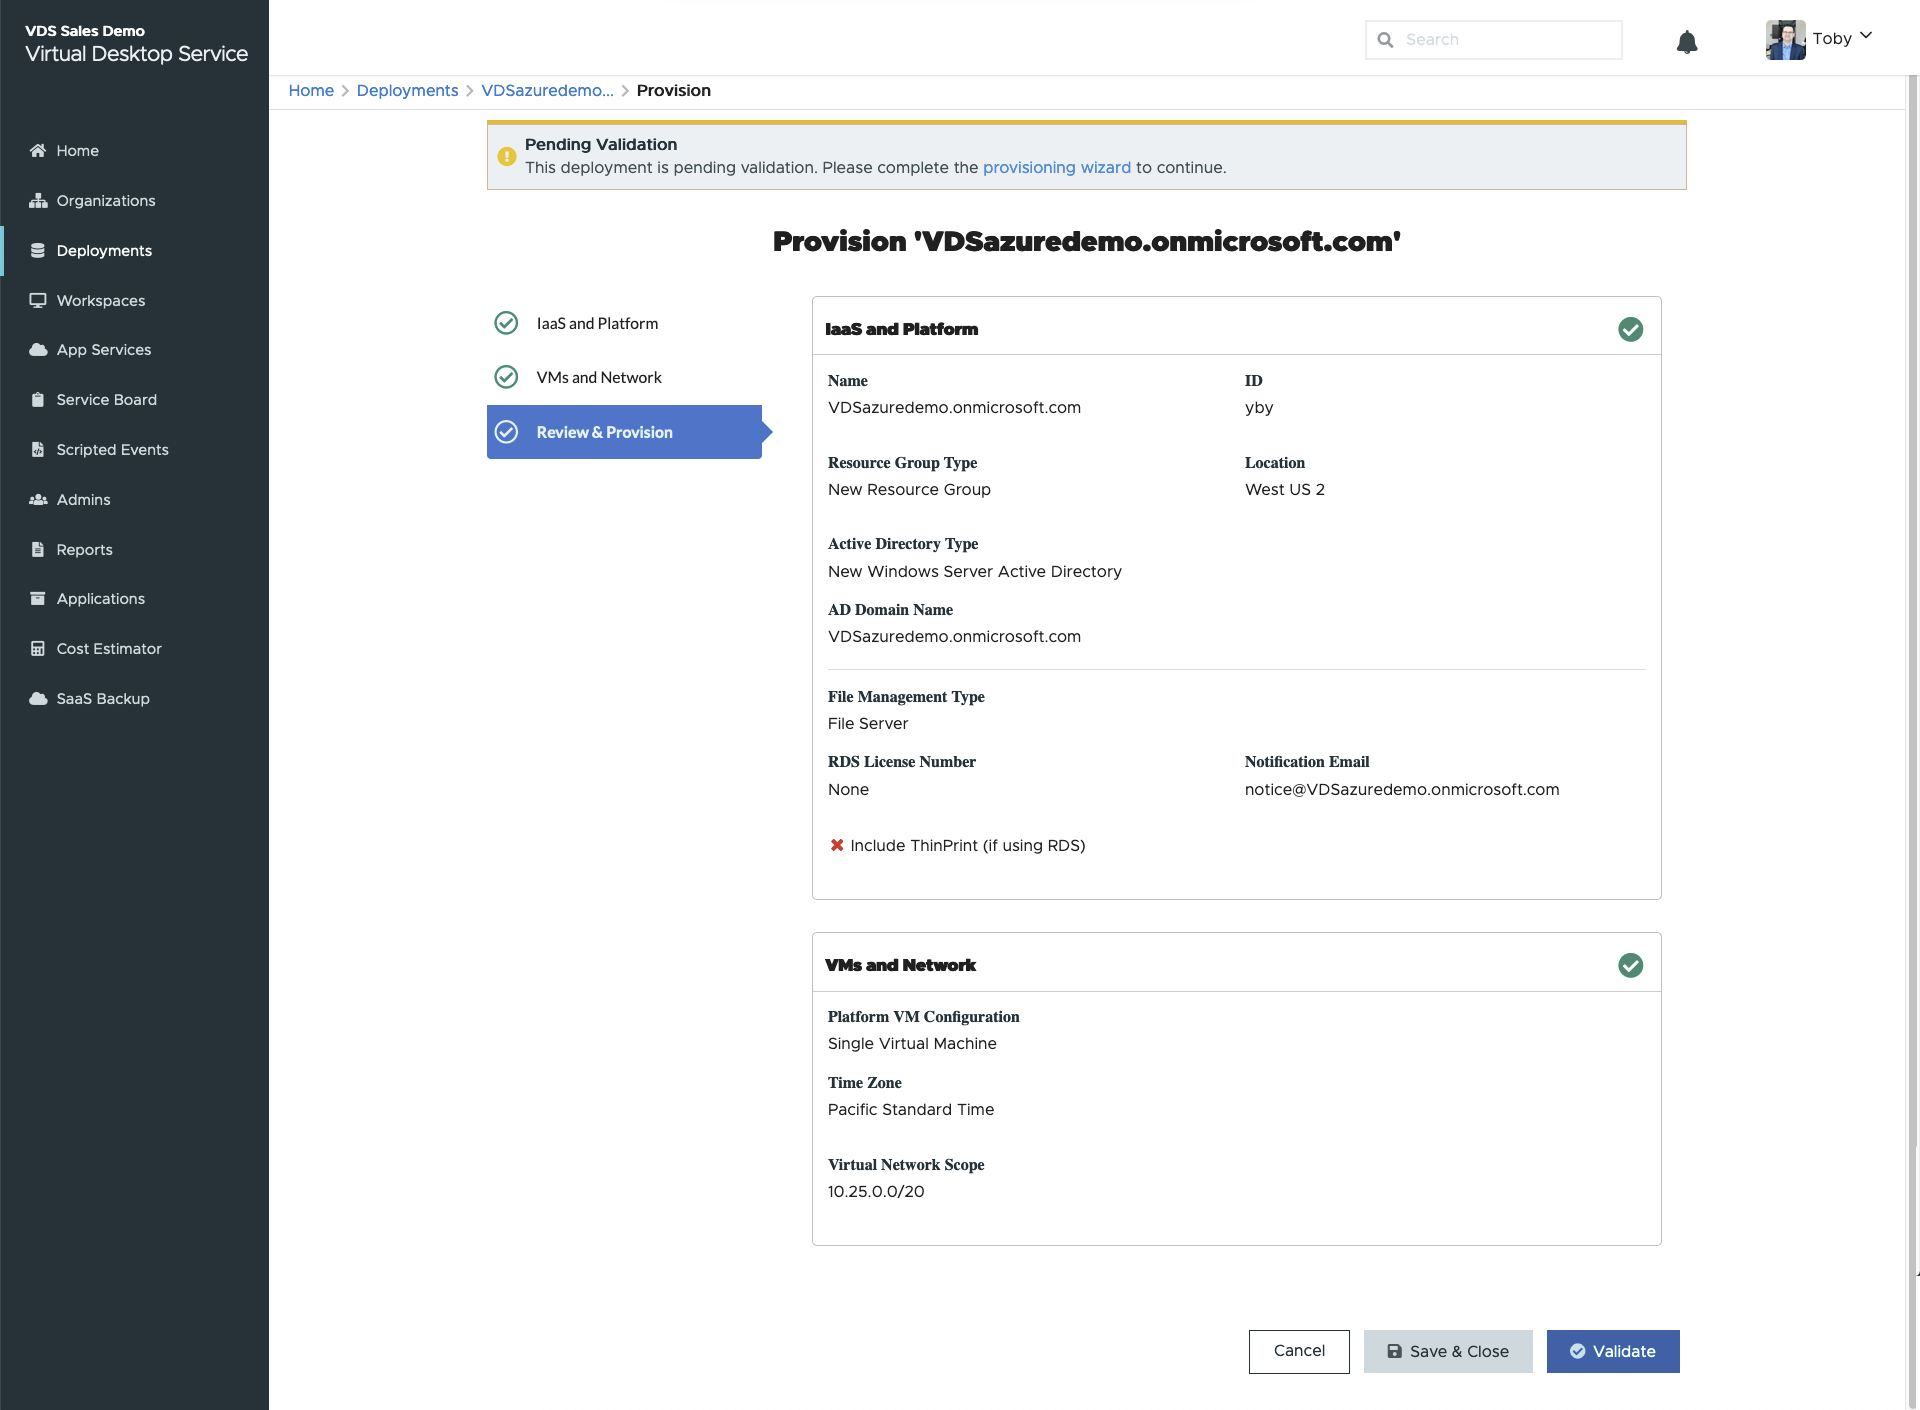 VDS Sales Demo
Virtual Desktop Service
Search
Toby
Home
Organizations
Deployments
Workspaces
App Services
Service Board
Scripted Events
Admins
Reports
Applications
Cost Estimator
SaaS Backup
Home > Deployments > VDSazuredemo... > Provision
Pending Validation
This deployment is pending validation. Please complete the provisioning wizard to continue.
Provision 'VDSazuredemo.onmicrosoft.com'
IaaS and Platform
VMs and Network
Review & Provision
IaaS and Platform
Name
VDSazuredemo.onmicrosoft.com
ID
yby
Resource Group Type
New Resource Group
Location
West US 2
Active Directory Type
New Windows Server Active Directory
AD Domain Name
VDSazuredemo.onmicrosoft.com
File Management Type
File Server
RDS License Number
None
Notification Email
notice@VDSazuredemo.onmicrosoft.com
Include ThinPrint (if using RDS)
VMs and Network
Platform VM Configuration
Single Virtual Machine
Time Zone
Pacific Standard Time
Virtual Network Scope
10.25.0.0/20
Cancel
Save & Close
Validate